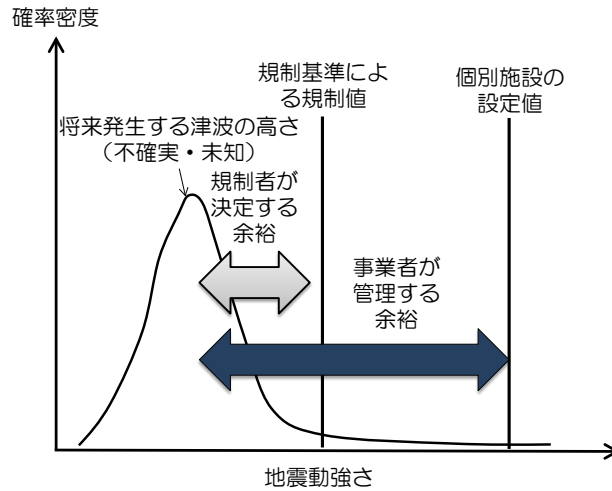 確率密度
規制基準によ
る規制値
個別施設の
設定値
将来発生する津波の高さ
（不確実・未知）
規制者が
決定する
余裕
事業者が
管理する
余裕
地震動強さ